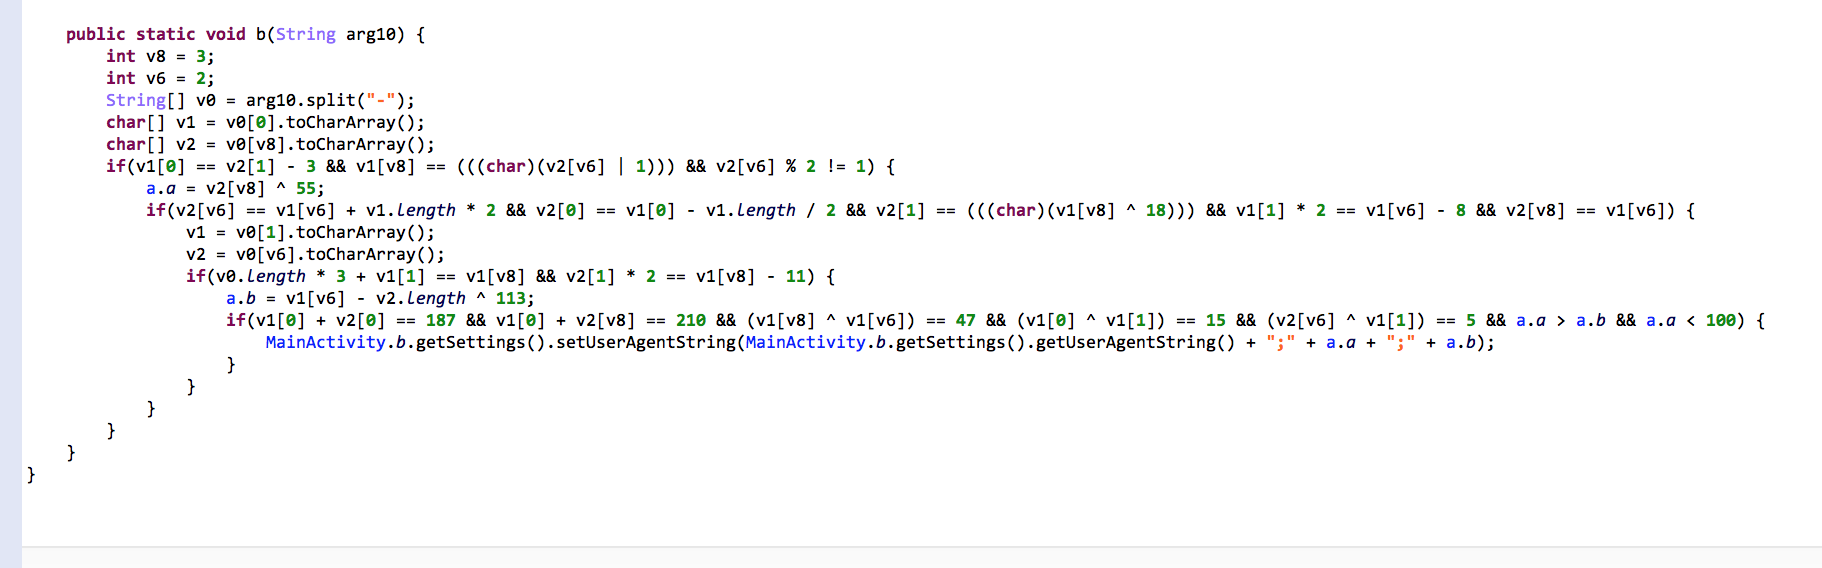 public static void b(String arg10) {
int v8 = 3;
int v6 = 2;
String[] v0 = arg10.split("-");
char[] v1 = v0[0].toCharArray();
char[] v2 = v0[v8].toCharArray();
if(v1[0] == v2[1] - 3 && v1[v8] == (((char)(v2[v6] | 1))) && v2[v6] % 2 != 1) {
a.a = v2[v8] ^ 55;
if(v2[v6] == v1[v6] + v1.length * 2 && v2[0] == v1[0] - v1.length / 2 && v2[1] == (((char)(v1[v8] ^ 18))) && v1[1] * 2 == v1[v6] - 8 && v2[v8] == v1[v6]) {
v1 = v0[1].toCharArray();
v2 = v0[v6].toCharArray();
if(v0.length * 3 + v1[1] == v1[v8] && v2[1] * 2 == v1[v8] - 11) {
a.b = v1[v6] - v2.length ^ 113;
if(v1[0] + v2[0] == 187 && v1[0] + v2[v8] == 210 && (v1[v8] ^ v1[v6]) == 47 && (v1[0] ^ v1[1]) == 15 && (v2[v6] ^ v1[1]) == 5 && a.a > a.b && a.a < 100) {
MainActivity.b.getSettings().setUserAgentString(MainActivity.b.getSettings().getUserAgentString() + ";" + a.a + ";" + a.b);
}
}
}
}
}
}